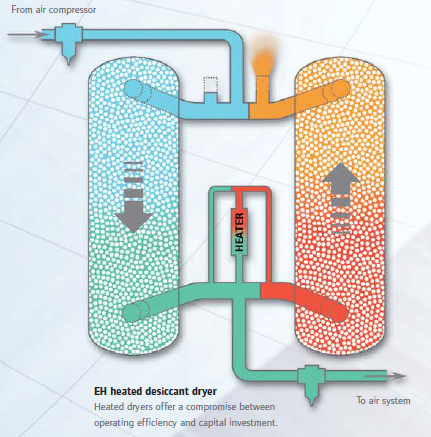 From air compressor
HEATER
EH heated desiccant dryer
Heated dryers offer a compromise between
operating efficiency and capital investment.
To air system